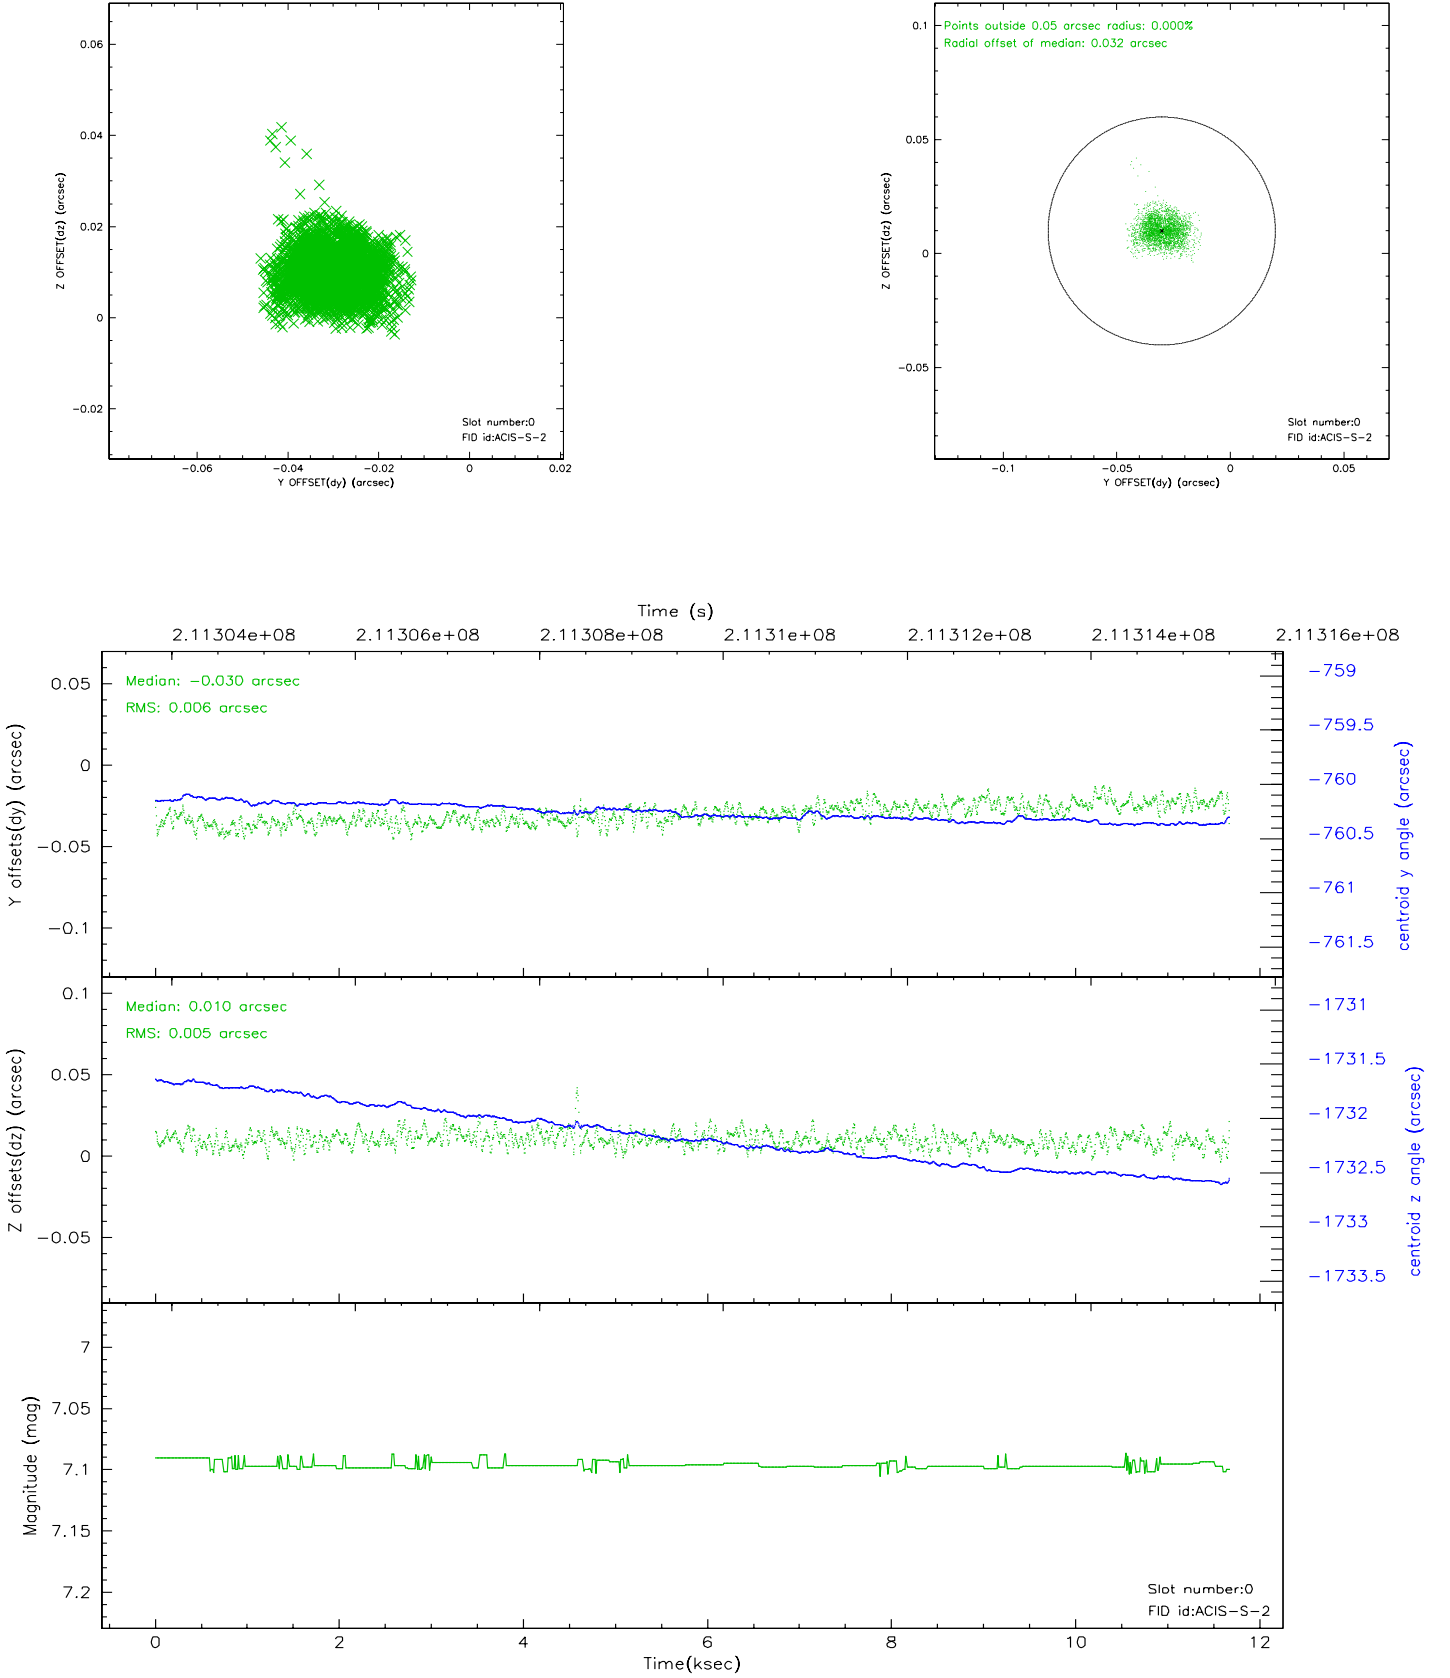 0.06
0.04
0.02
0
−0.02
Z OFFSET(dz) (arcsec)
Slot number:0
FID id:ACIS−S−2
−0.06 −0.04 −0.02 0 0.02
Y OFFSET(dy) (arcsec)
Points outside 0.05 arcsec radius: 0.000%
Radial offset of median: 0.032 arcsec
0.1
0.05
0
−0.05
Z OFFSET(dz) (arcsec)
Slot number:0
FID id:ACIS−S−2
−0.1 −0.05 0 0.05
Y OFFSET(dy) (arcsec)
Time (s)
2.11304e+08 2.11306e+08 2.11308e+08 2.1131e+08 2.11312e+08 2.11314e+08 2.11316e+08
Median: −0.030 arcsec
RMS: 0.006 arcsec
0.05
0
−0.05
−0.1
Y offsets(dy) (arcsec)
−759
−759.5
−760
−760.5
−761
−761.5
centroid y angle (arcsec)
Median: 0.010 arcsec
RMS: 0.005 arcsec
0.1
0.05
0
−0.05
Z offsets(dz) (arcsec)
−1731
−1731.5
−1732
−1732.5
−1733
−1733.5
centroid z angle (arcsec)
7
7.05
7.1
7.15
7.2
Magnitude (mag)
Slot number:0
FID id:ACIS−S−2
0 2 4 6 8 10 12
Time(ksec)